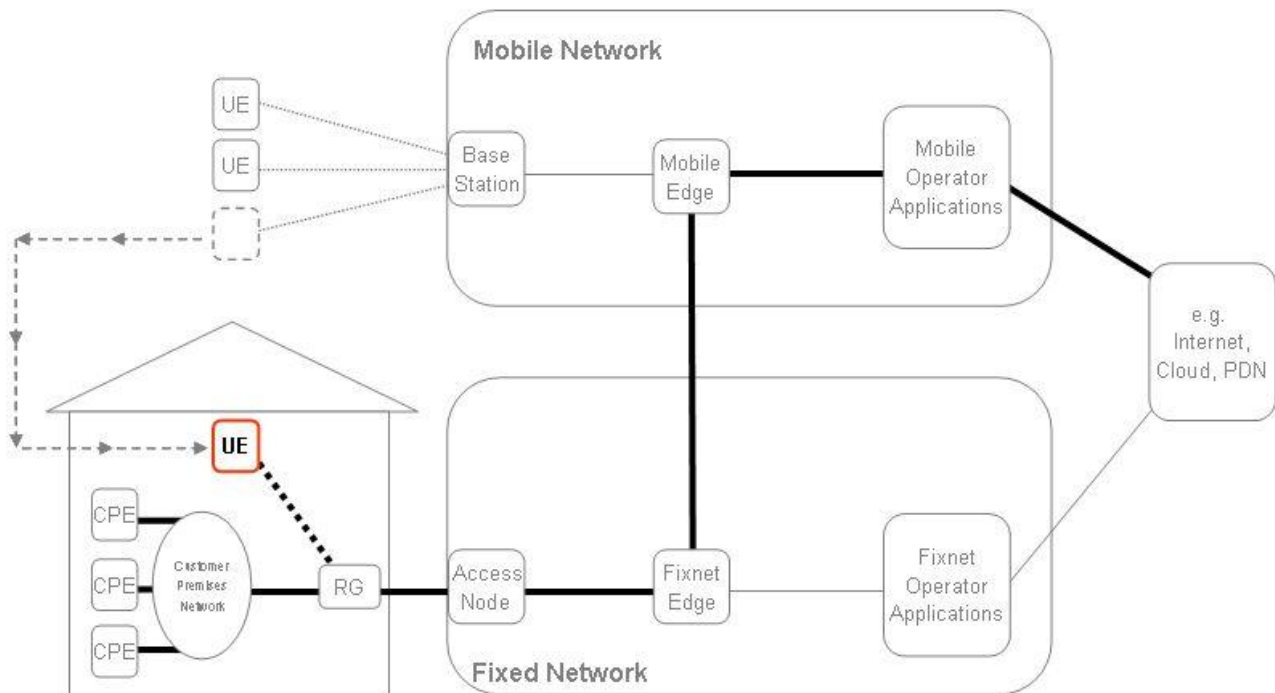 Mobile Network
UE
UE
Base
Station
Mobile
Edge
Mobile
Operator
Applications
e.g.
Internet,
Cloud, PDN
UE
CPE
CPE
CPE
Customer
Premises
Network
RG
Access
Node
Fixnet
Edge
Fixnet
Operator
Applications
Fixed Network